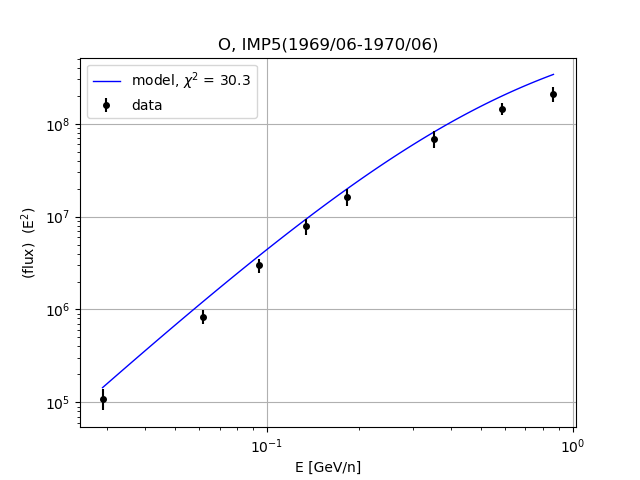 O, IMP5(1969/06-1970/06)
model, χ² = 30.3
data
10⁸
10⁷
10⁶
10⁵
(flux) (E²)
10⁻¹
10⁰
E [GeV/n]